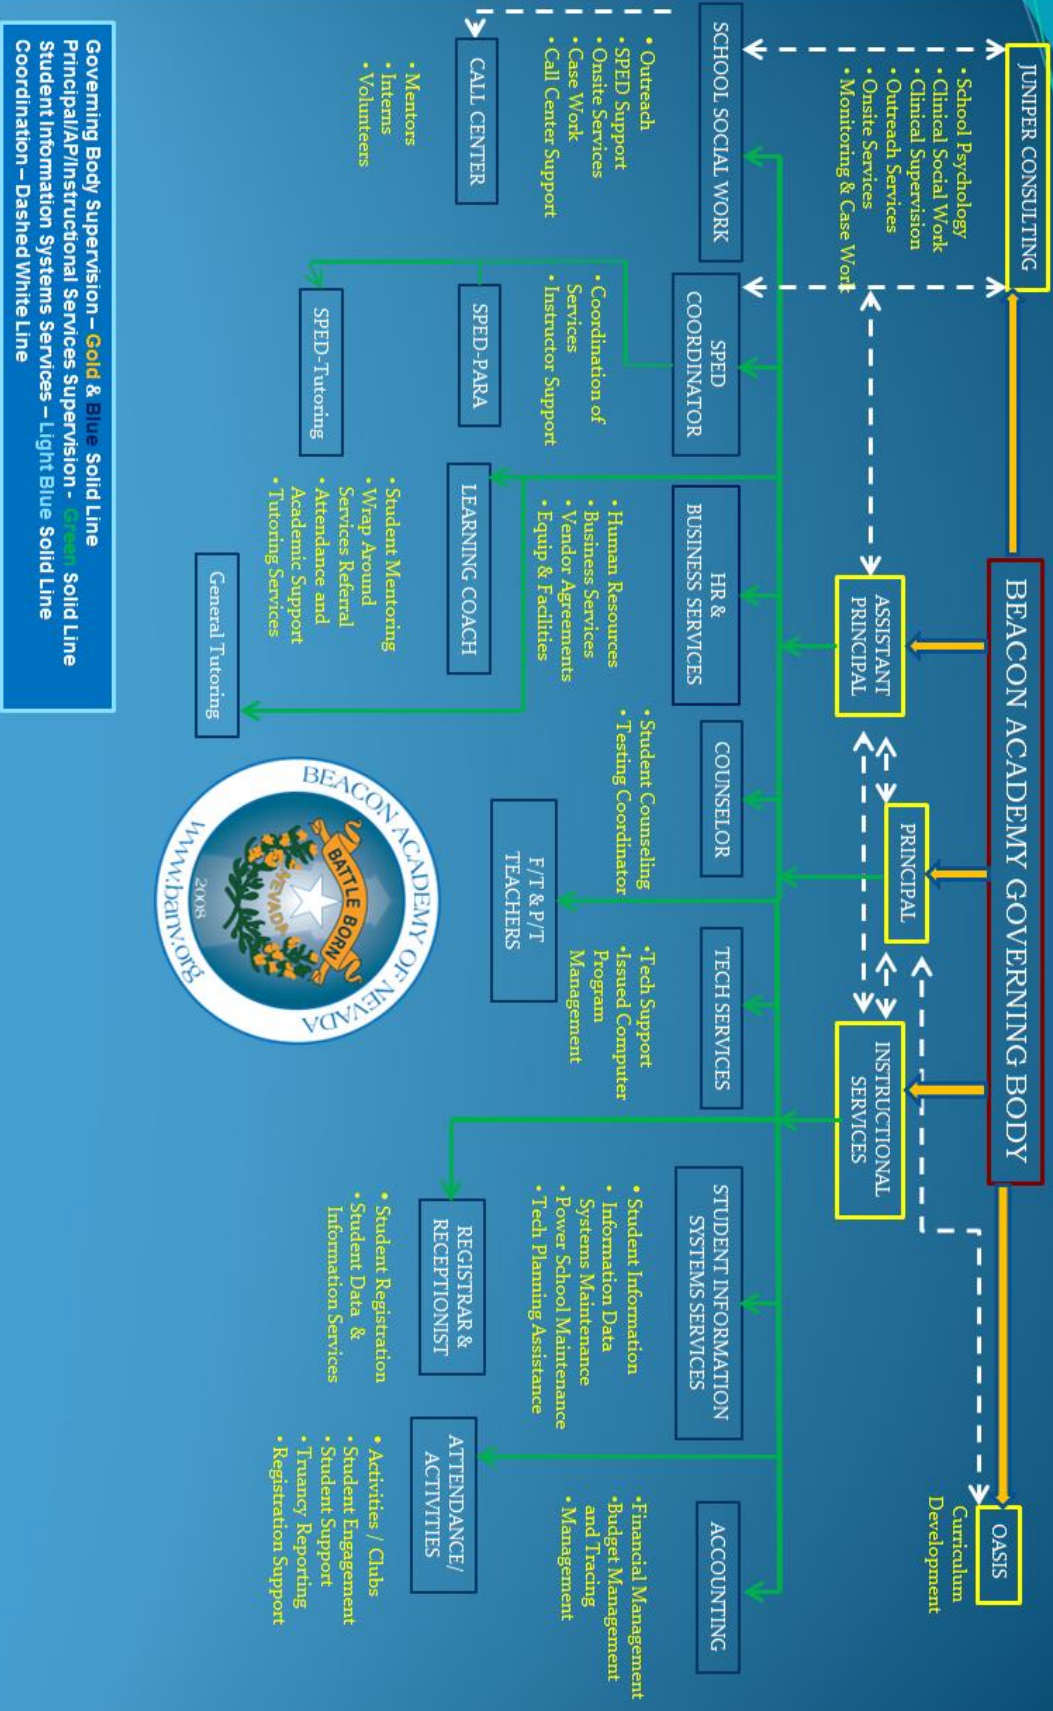 BEACON ACADEMY GOVERNING BODY
JUNIPER CONSULTING
• School Psychology
• Clinical Social Work
• Clinical Supervision
• Outreach Services
• Onsite Services
• Monitoring & Case Work
ASSISTANT
PRINCIPAL
PRINCIPAL
INSTRUCTIONAL
SERVICES
OASIS
Curriculum
Development
SCHOOL SOCIAL WORK
• Outreach
• SPED Support
• Onsite Services
• Case Work
• Call Center Support
SPED
COORDINATOR
• Coordination of
Services
• Instructor Support
HR &
BUSINESS SERVICES
• Human Resources
• Business Services
• Vendor Agreements
• Equip & Facilities
COUNSELOR
• Student Counseling
• Testing Coordinator
TECH SERVICES
• Tech Support
• Issued Computer
Program
Management
STUDENT INFORMATION
SYSTEMS SERVICES
• Student Information
• Information Data
Systems Maintenance
• Power School Maintenance
• Tech Planning Assistance
ACCOUNTING
• Financial Management
• Budget Management
and Tracing
• Management
CALL CENTER
• Mentors
• Interns
• Volunteers
SPED-PARA
SPED-Tutoring
LEARNING COACH
• Student Mentoring
• Wrap Around
Services Referral
• Attendance and
Academic Support
• Tutoring Services
General Tutoring
F/T & P/T
TEACHERS
REGISTRAR &
RECEPTIONIST
• Student Registration
• Student Data &
Information Services
ATTENDANCE/
ACTIVITIES
• Activities / Clubs
• Student Engagement
• Student Support
• Truancy Reporting
• Registration Support
BEACON ACADEMY OF NEVADA
BATTLE BORN
NEVADA
2008
www.banv.org
Governing Body Supervision – Gold & Blue Solid Line
Principal/AP/Instructional Services Supervision - Green Solid Line
Student Information Systems Services – Light Blue Solid Line
Coordination – Dashed White Line